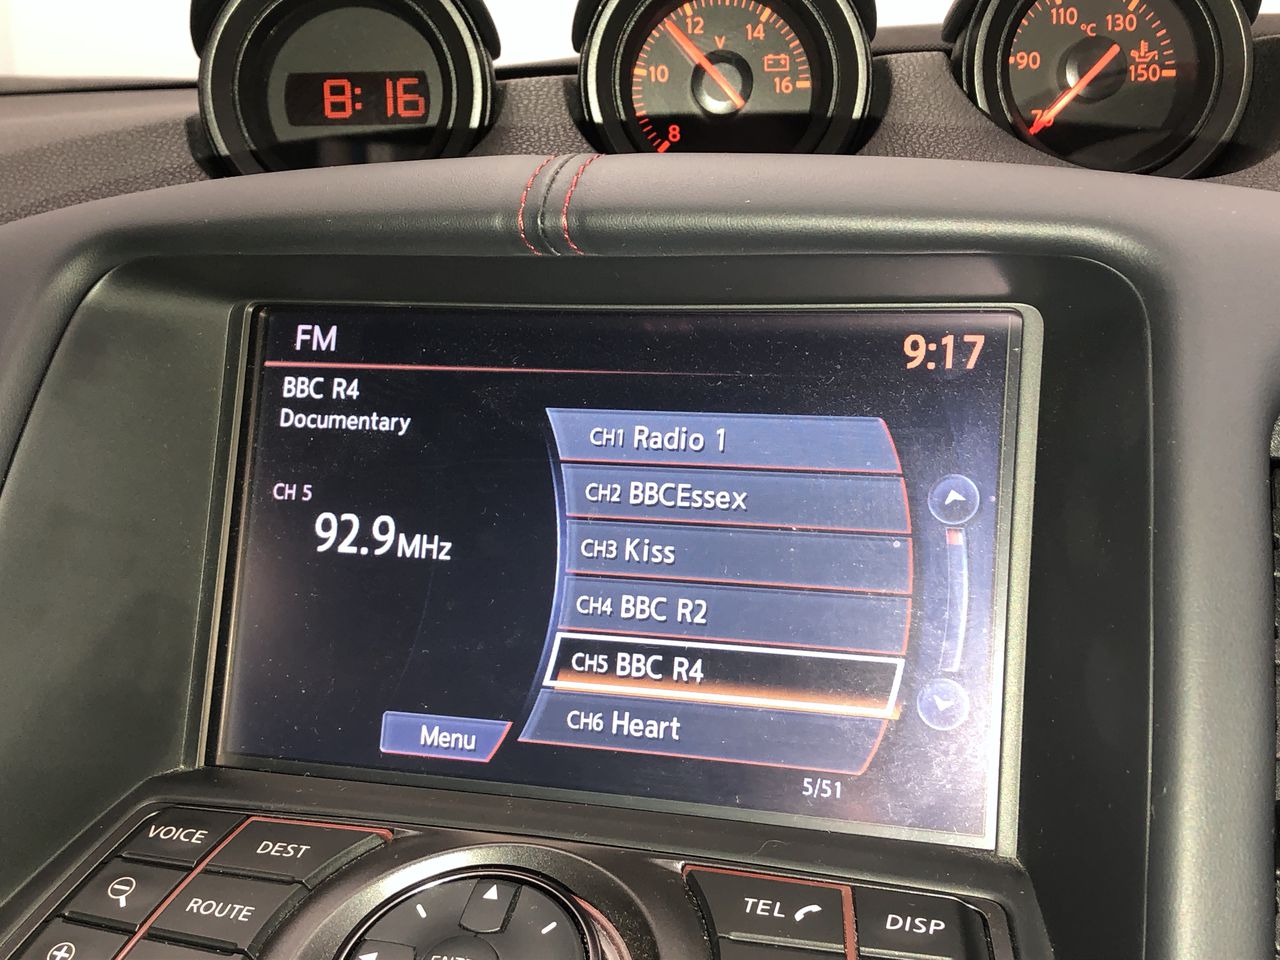 8:16
8
10
12
14
16
V
70
90
110
°C
130
150
FM
9:17
BBC R4
Documentary
CH 5
92.9MHz
CH1 Radio 1
CH2 BBCEssex
CH3 Kiss
CH4 BBC R2
CH5 BBC R4
CH6 Heart
5/51
Menu
VOICE
DEST
ROUTE
TEL
DISP